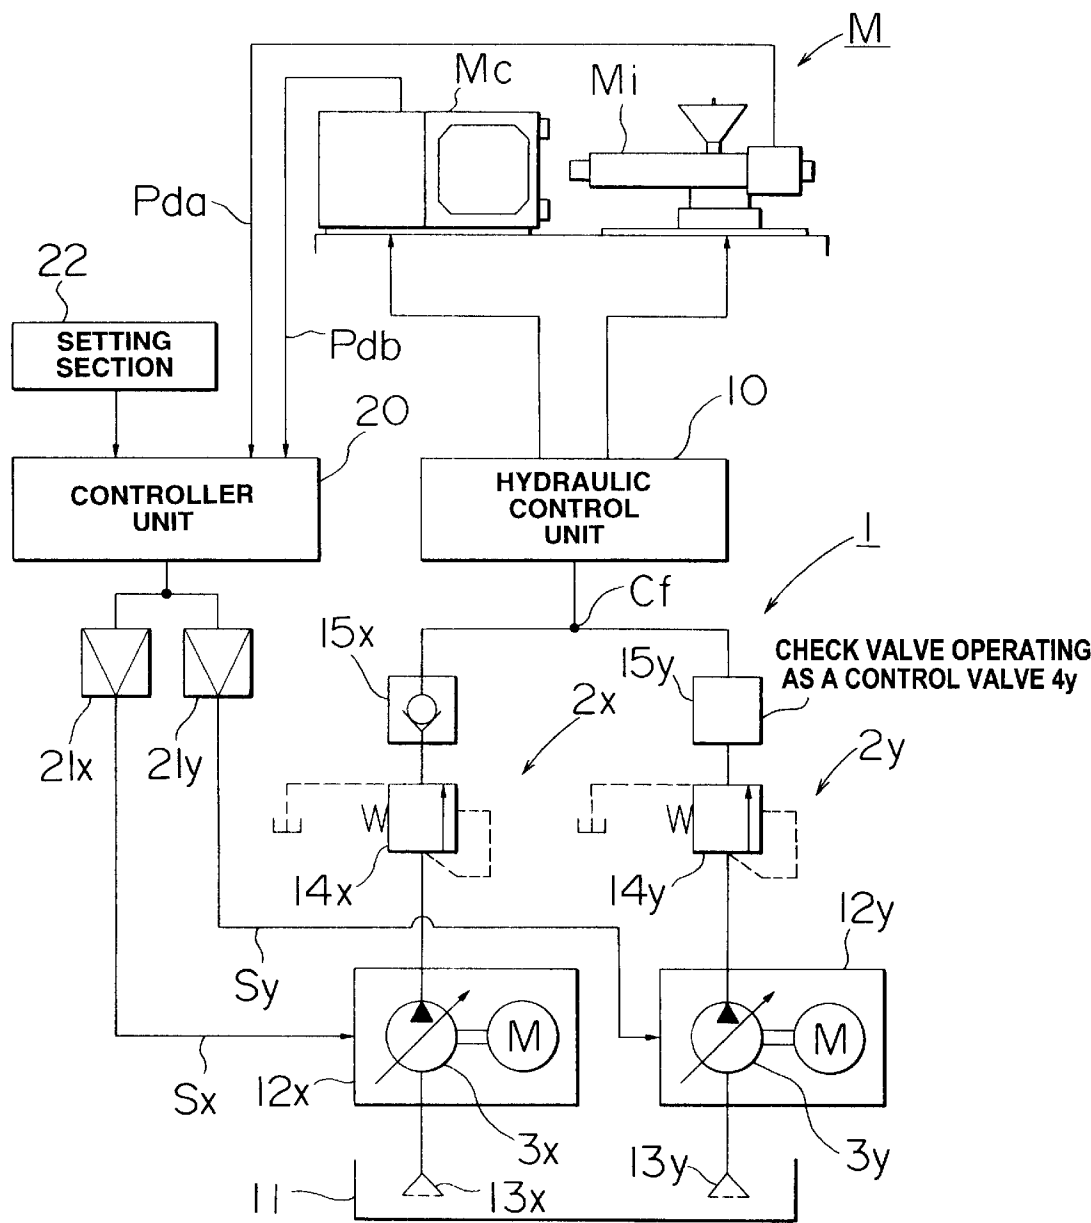 M
Mc
Mi
Pda
22
SETTING
SECTION
Pdb
20
10
CONTROLLER
UNIT
HYDRAULIC
CONTROL
UNIT
1
Cf
15x
15y
CHECK VALVE OPERATING
AS A CONTROL VALVE 4y
21x
21y
2x
2y
W
W
14x
14y
12y
Sy
M
M
12x
Sx
3x
3y
13x
13y
11